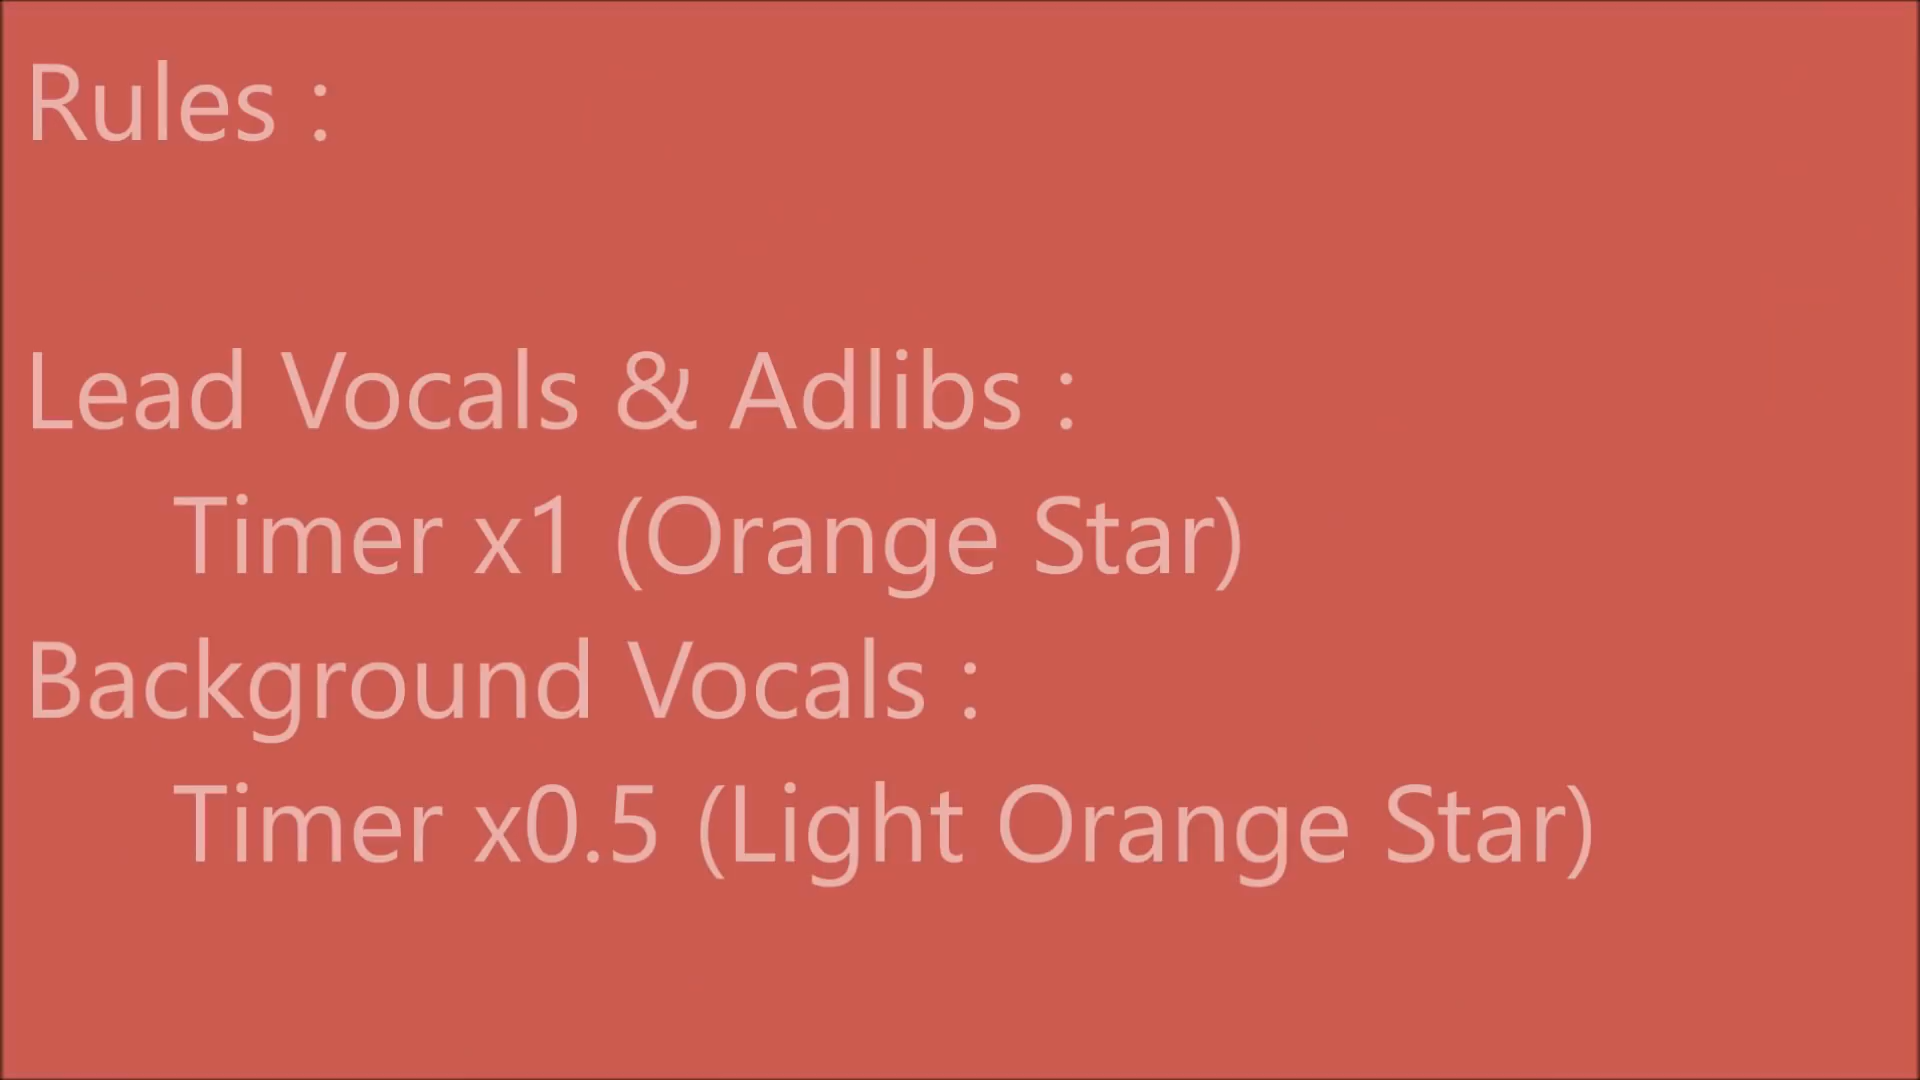 Rules :
Lead Vocals & Adlibs :
Timer x1 (Orange Star)
Background Vocals :
Timer x0.5 (Light Orange Star)